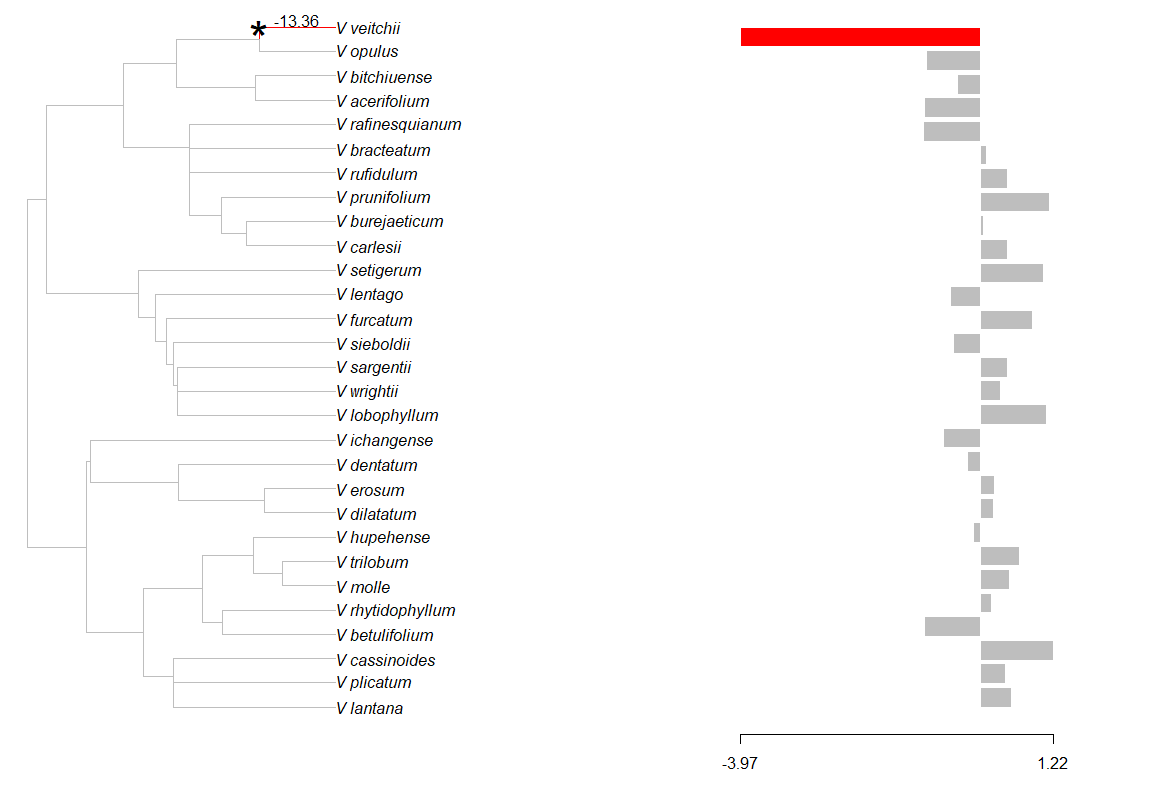 -13.36
V veitchii
V opulus
V bitchiuense
V acerifolium
V rafinesquianum
V bracteatum
V rufidulum
V prunifolium
V burejaeticum
V carlesii
V setigerum
V lentago
V furcatum
V sieboldii
V sargentii
V wrightii
V lobophyllum
V ichangense
V dentatum
V erosum
V dilatatum
V hupehense
V trilobum
V molle
V rhytidophyllum
V betulifolium
V cassinoides
V plicatum
V lantana
-3.97 1.22